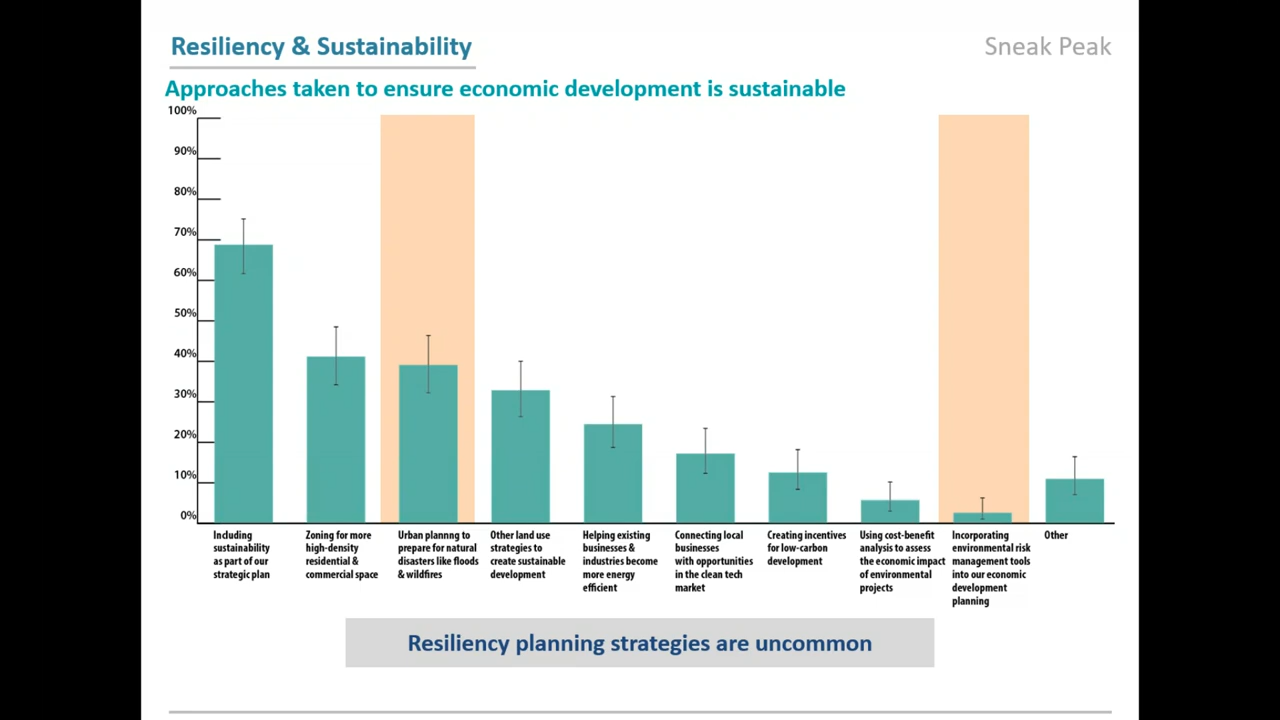 Resiliency & Sustainability
Sneak Peak
Approaches taken to ensure economic development is sustainable
100%
90%
80%
70%
60%
50%
40%
30%
20%
10%
0%
Including
sustainability
as part of our
strategic plan
Zoning for more
high-density
residential &
commercial space
Urban plannng to
prepare for natural
disasters like floods
& wildfires
Other land use
strategies to
create sustainable
development
Helping existing
businesses &
industries become
more energy
efficient
Connecting local
businesses
with opportunities
in the clean tech
market
Creating incentives
for low-carbon
development
Using cost-benefit
analysis to assess
the economic impact
of environmental
projects
Incorporating
environmental risk
management tools
into our economic
development
planning
Other
Resiliency planning strategies are uncommon